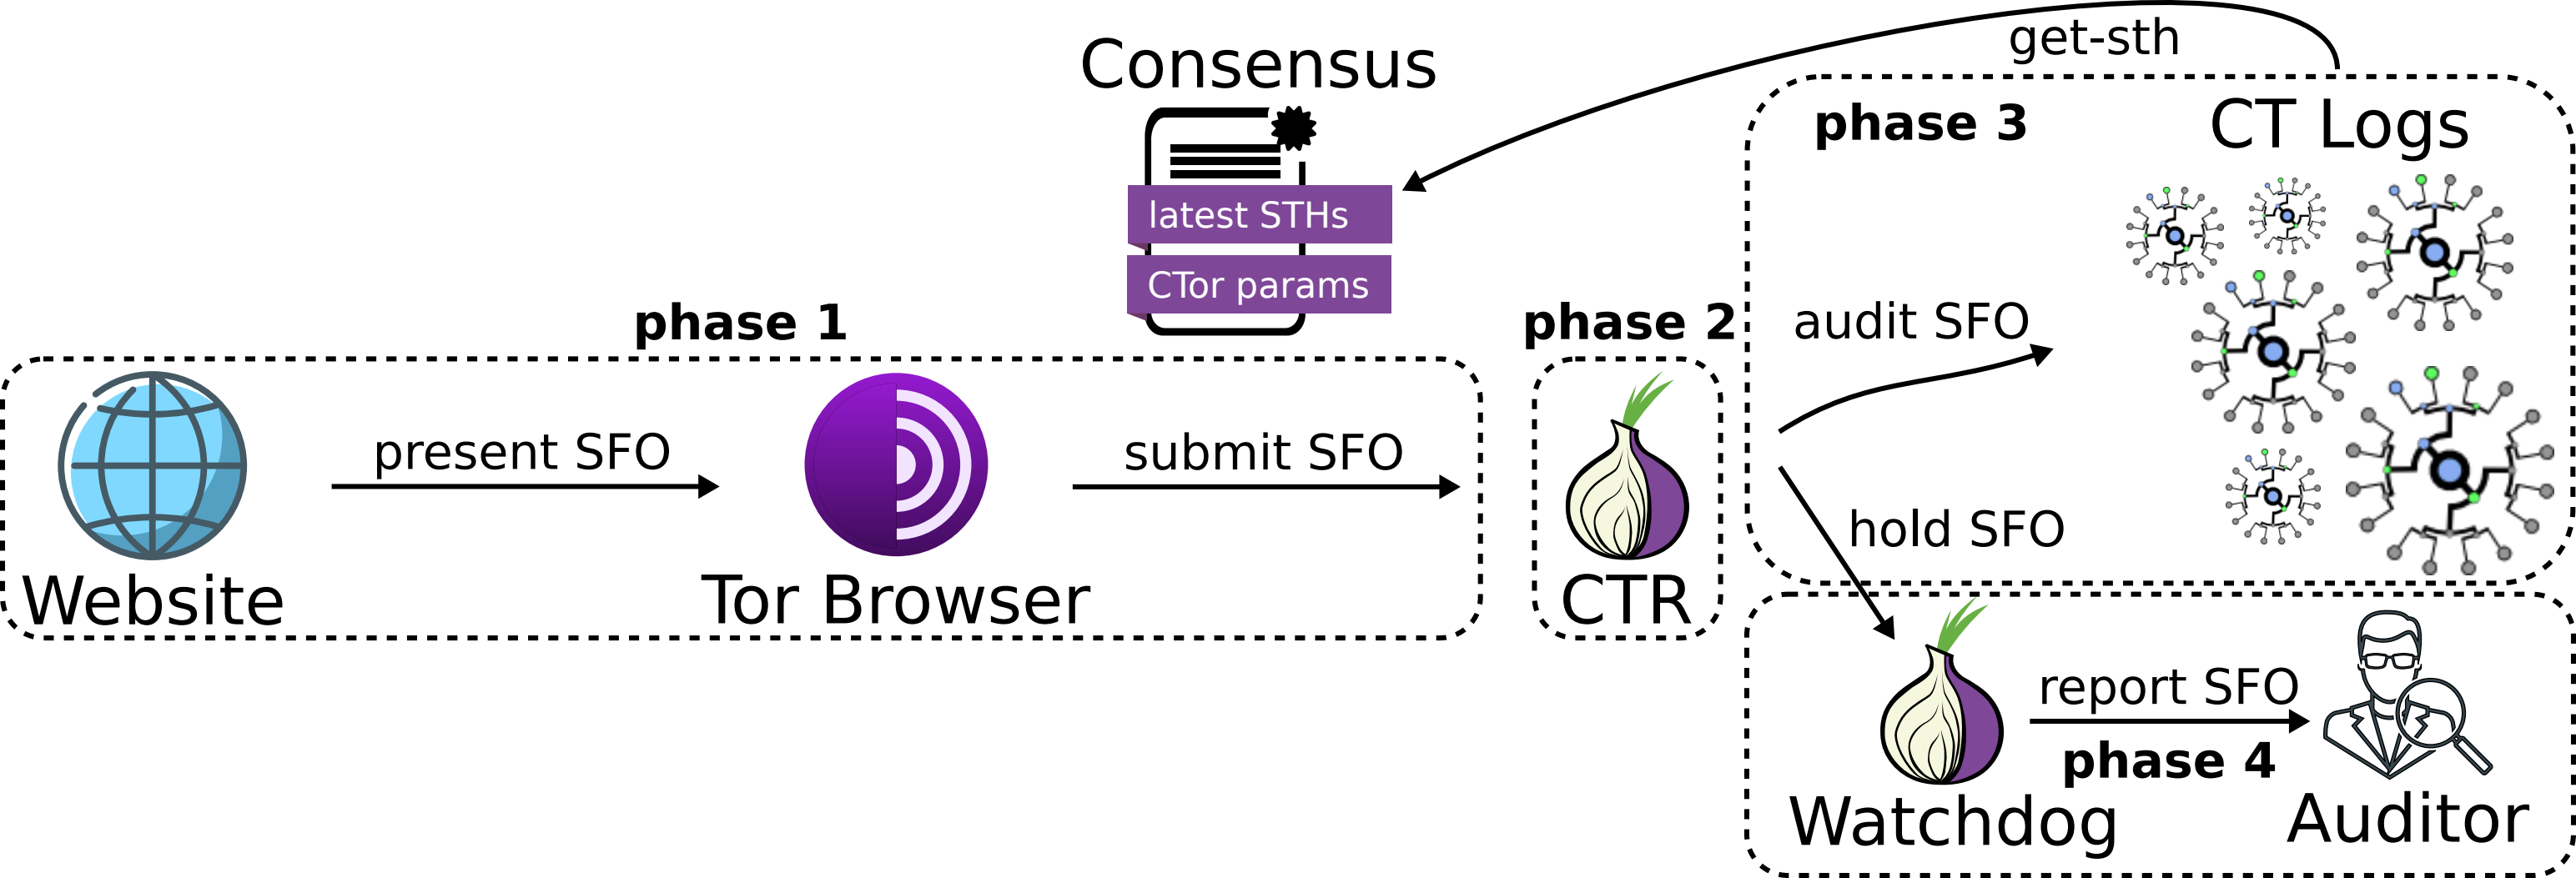 get-sth
Consensus
latest STHs
CTor params
phase 1
present SFO
submit SFO
Website
Tor Browser
phase 2
CTR
phase 3
CT Logs
audit SFO
hold SFO
report SFO
phase 4
Watchdog
Auditor